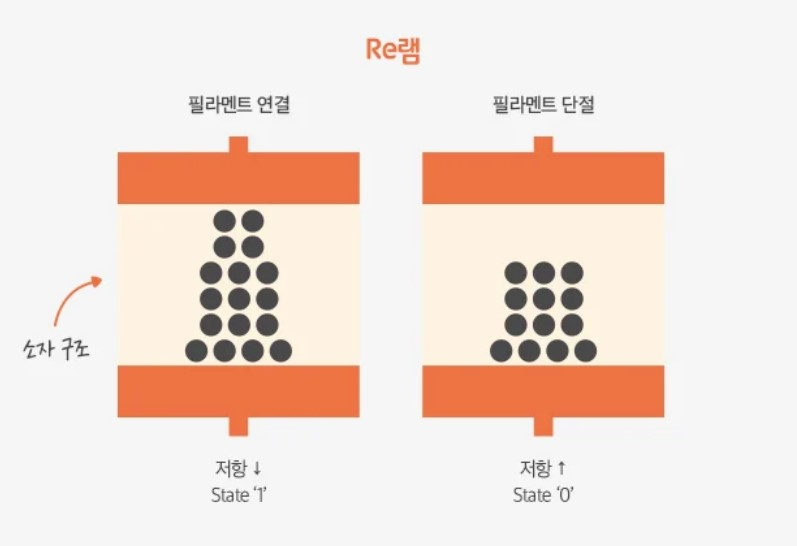 Re램
필라멘트 연결
필라멘트 단절
소자 구조
저항 ↓
State ‘1’
저항 ↑
State ‘0’